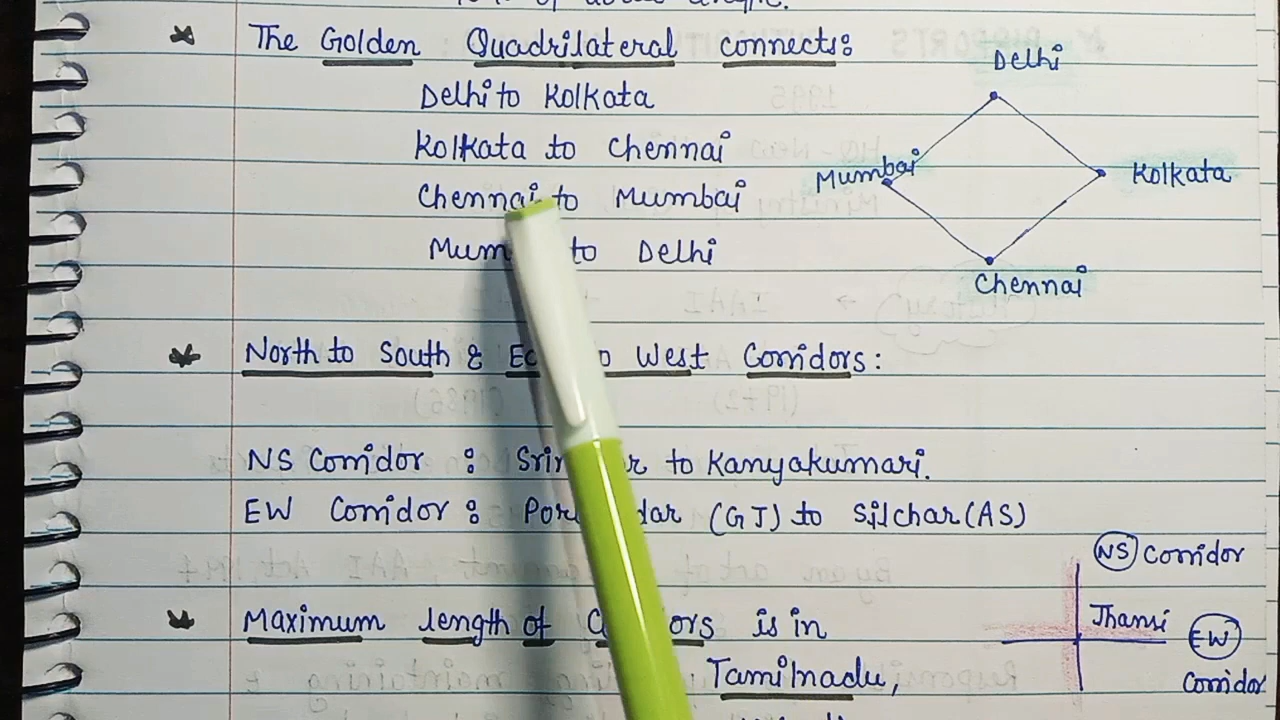 The Golden Quadrilateral connects:
Delhi to Kolkata
Kolkata to Chennai
Chennai to Mumbai
to Delhi
Delhi
Mumbai
Kolkata
Chennai
North to South & West Corridors:
NS Corridor : to Kanyakumari.
EW Corridor : (GJ) to Silchar (AS)
NS Corridor
Jhansi
EW
Corridor
Maximum length of is in
Tamilnadu,